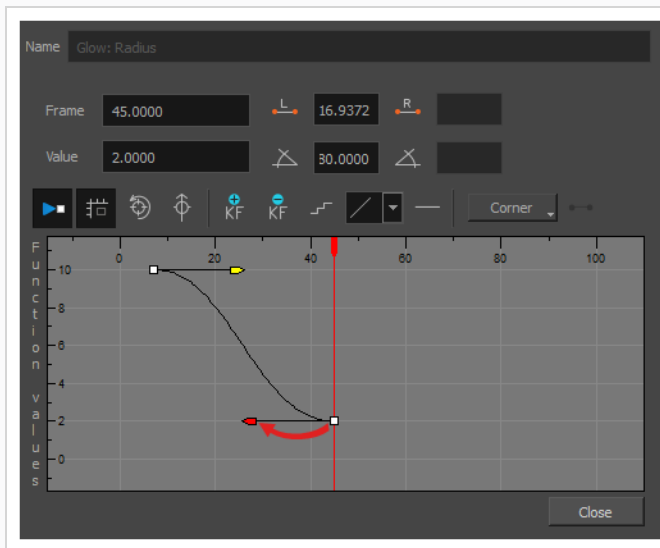 Name Glow: Radius
Frame 45.0000 L 16.9372 R
Value 2.0000 180.0000
KF KF Corner
Function values
0 20 40 60 80 100
10
8
6
4
2
0
Close